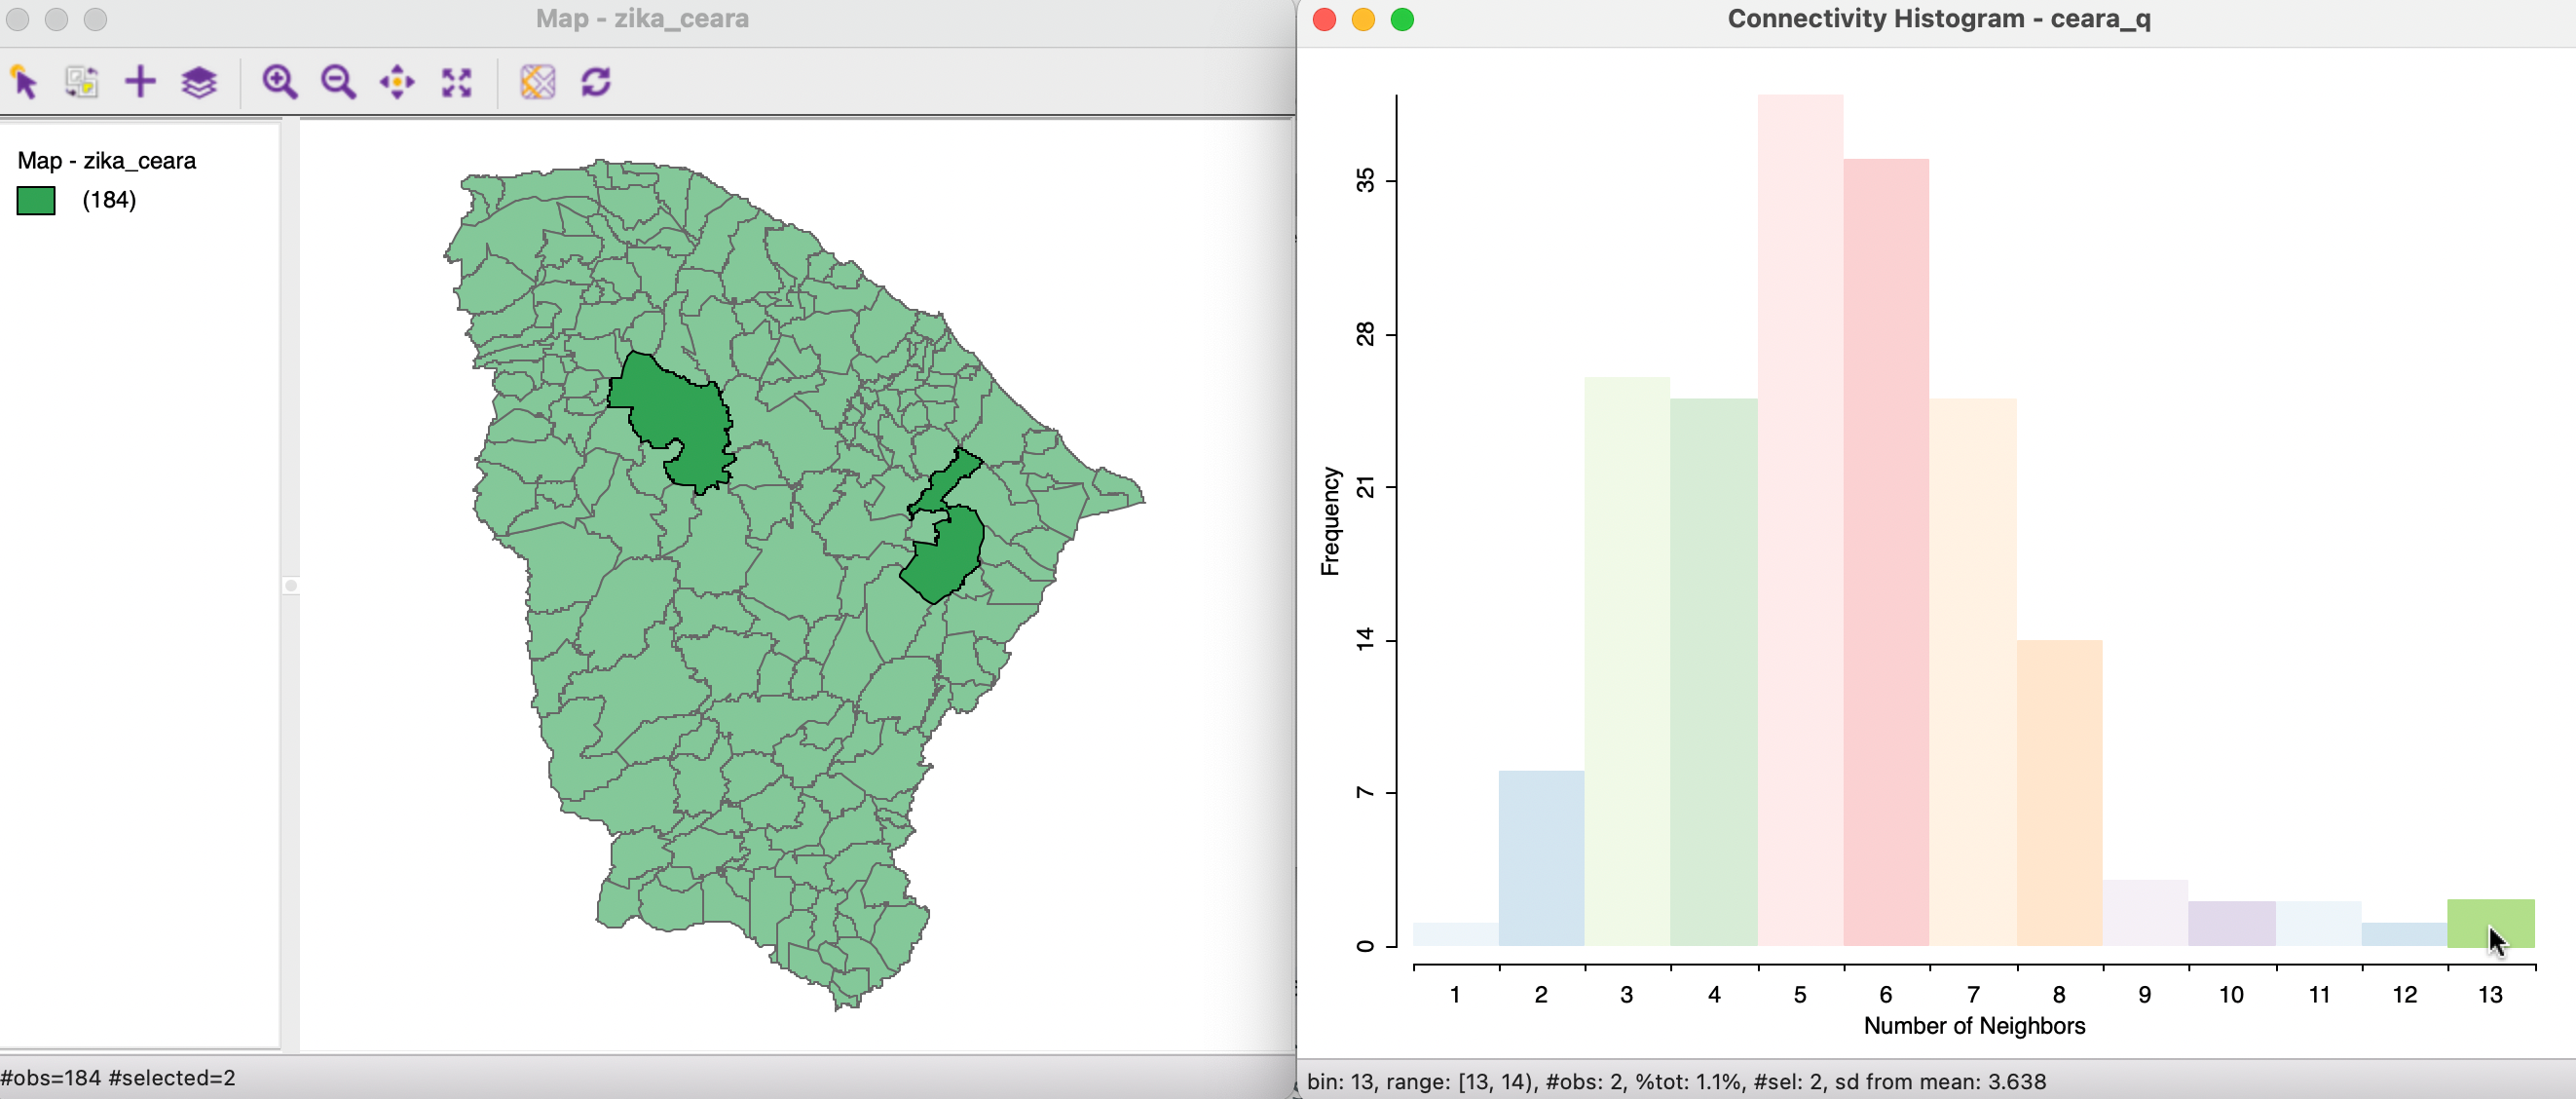 Map - zika_ceara
Map - zika_ceara
(184)
#obs=184 #selected=2
Connectivity Histogram - ceara_q
35
28
21
14
7
0
Frequency
1 2 3 4 5 6 7 8 9 10 11 12 13
Number of Neighbors
bin: 13, range: [13, 14), #obs: 2, %tot: 1.1%, #sel: 2, sd from mean: 3.638